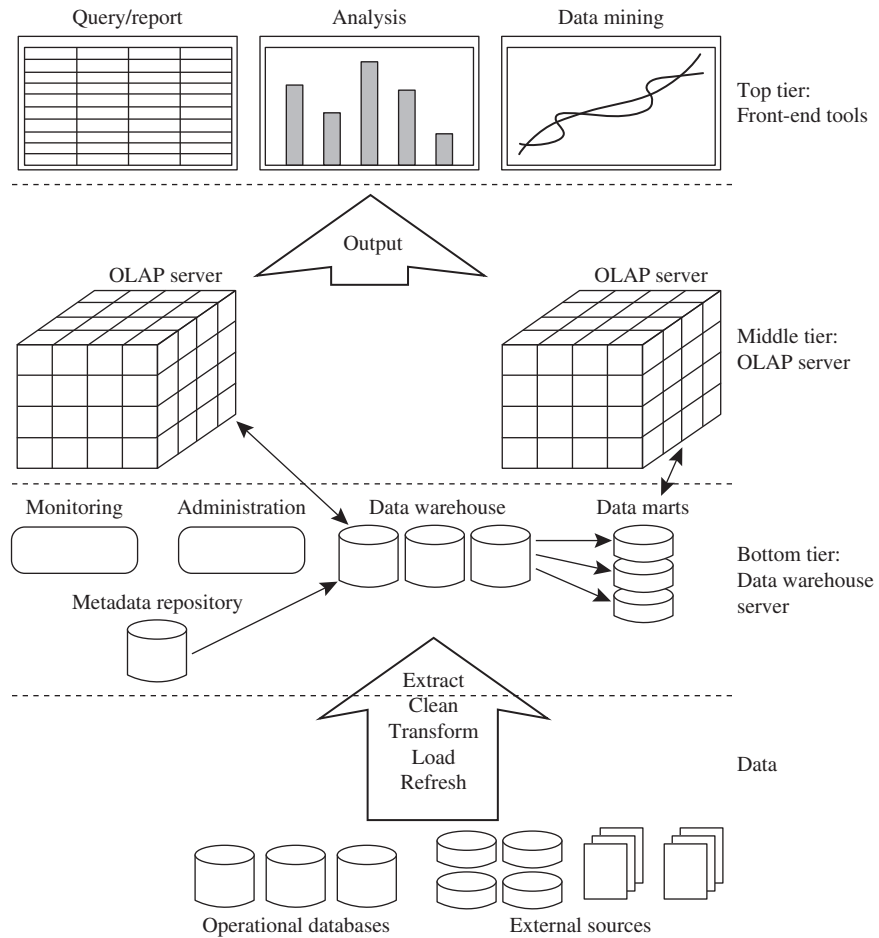 Query/report
Analysis
Data mining
Top tier:
Front-end tools
Output
OLAP server
OLAP server
Middle tier:
OLAP server
Monitoring
Administration
Data warehouse
Data marts
Bottom tier:
Data warehouse
server
Metadata repository
Extract
Clean
Transform
Load
Refresh
Data
Operational databases
External sources